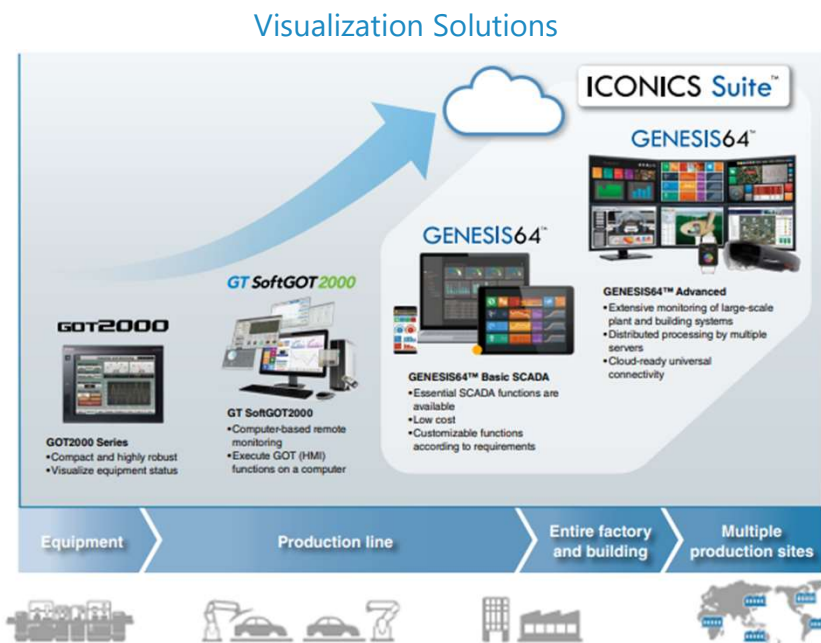 Visualization Solutions
ICONICS Suite™
GENESIS64™
GENESIS64™
GT SoftGOT2000
GOT2000
GENESIS64™ Advanced
•Extensive monitoring of large-scale
plant and building systems
•Distributed processing by multiple
servers
•Cloud-ready universal
connectivity
GENESIS64™ Basic SCADA
•Essential SCADA functions are
available
•Low cost
•Customizable functions
according to requirements
GT SoftGOT2000
•Computer-based remote
monitoring
•Execute GOT (HMI)
functions on a computer
GOT2000 Series
•Compact and highly robust
•Visualize equipment status
Equipment
Production line
Entire factory
and building
Multiple
production sites